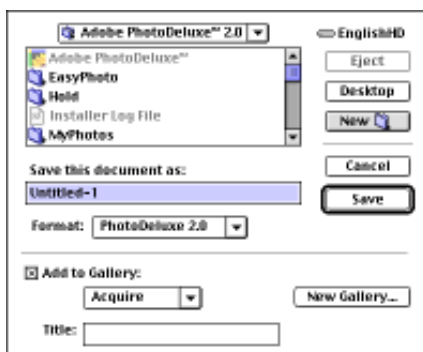 Adobe PhotoDeluxe™ 2.0
EnglishHD
Adobe PhotoDeluxe™
EasyPhoto
Hold
Installer Log File
MyPhotos
Eject
Desktop
New
Save this document as:
Untitled-1
Cancel
Save
Format: PhotoDeluxe 2.0
Add to Gallery:
Acquire
New Gallery...
Title: